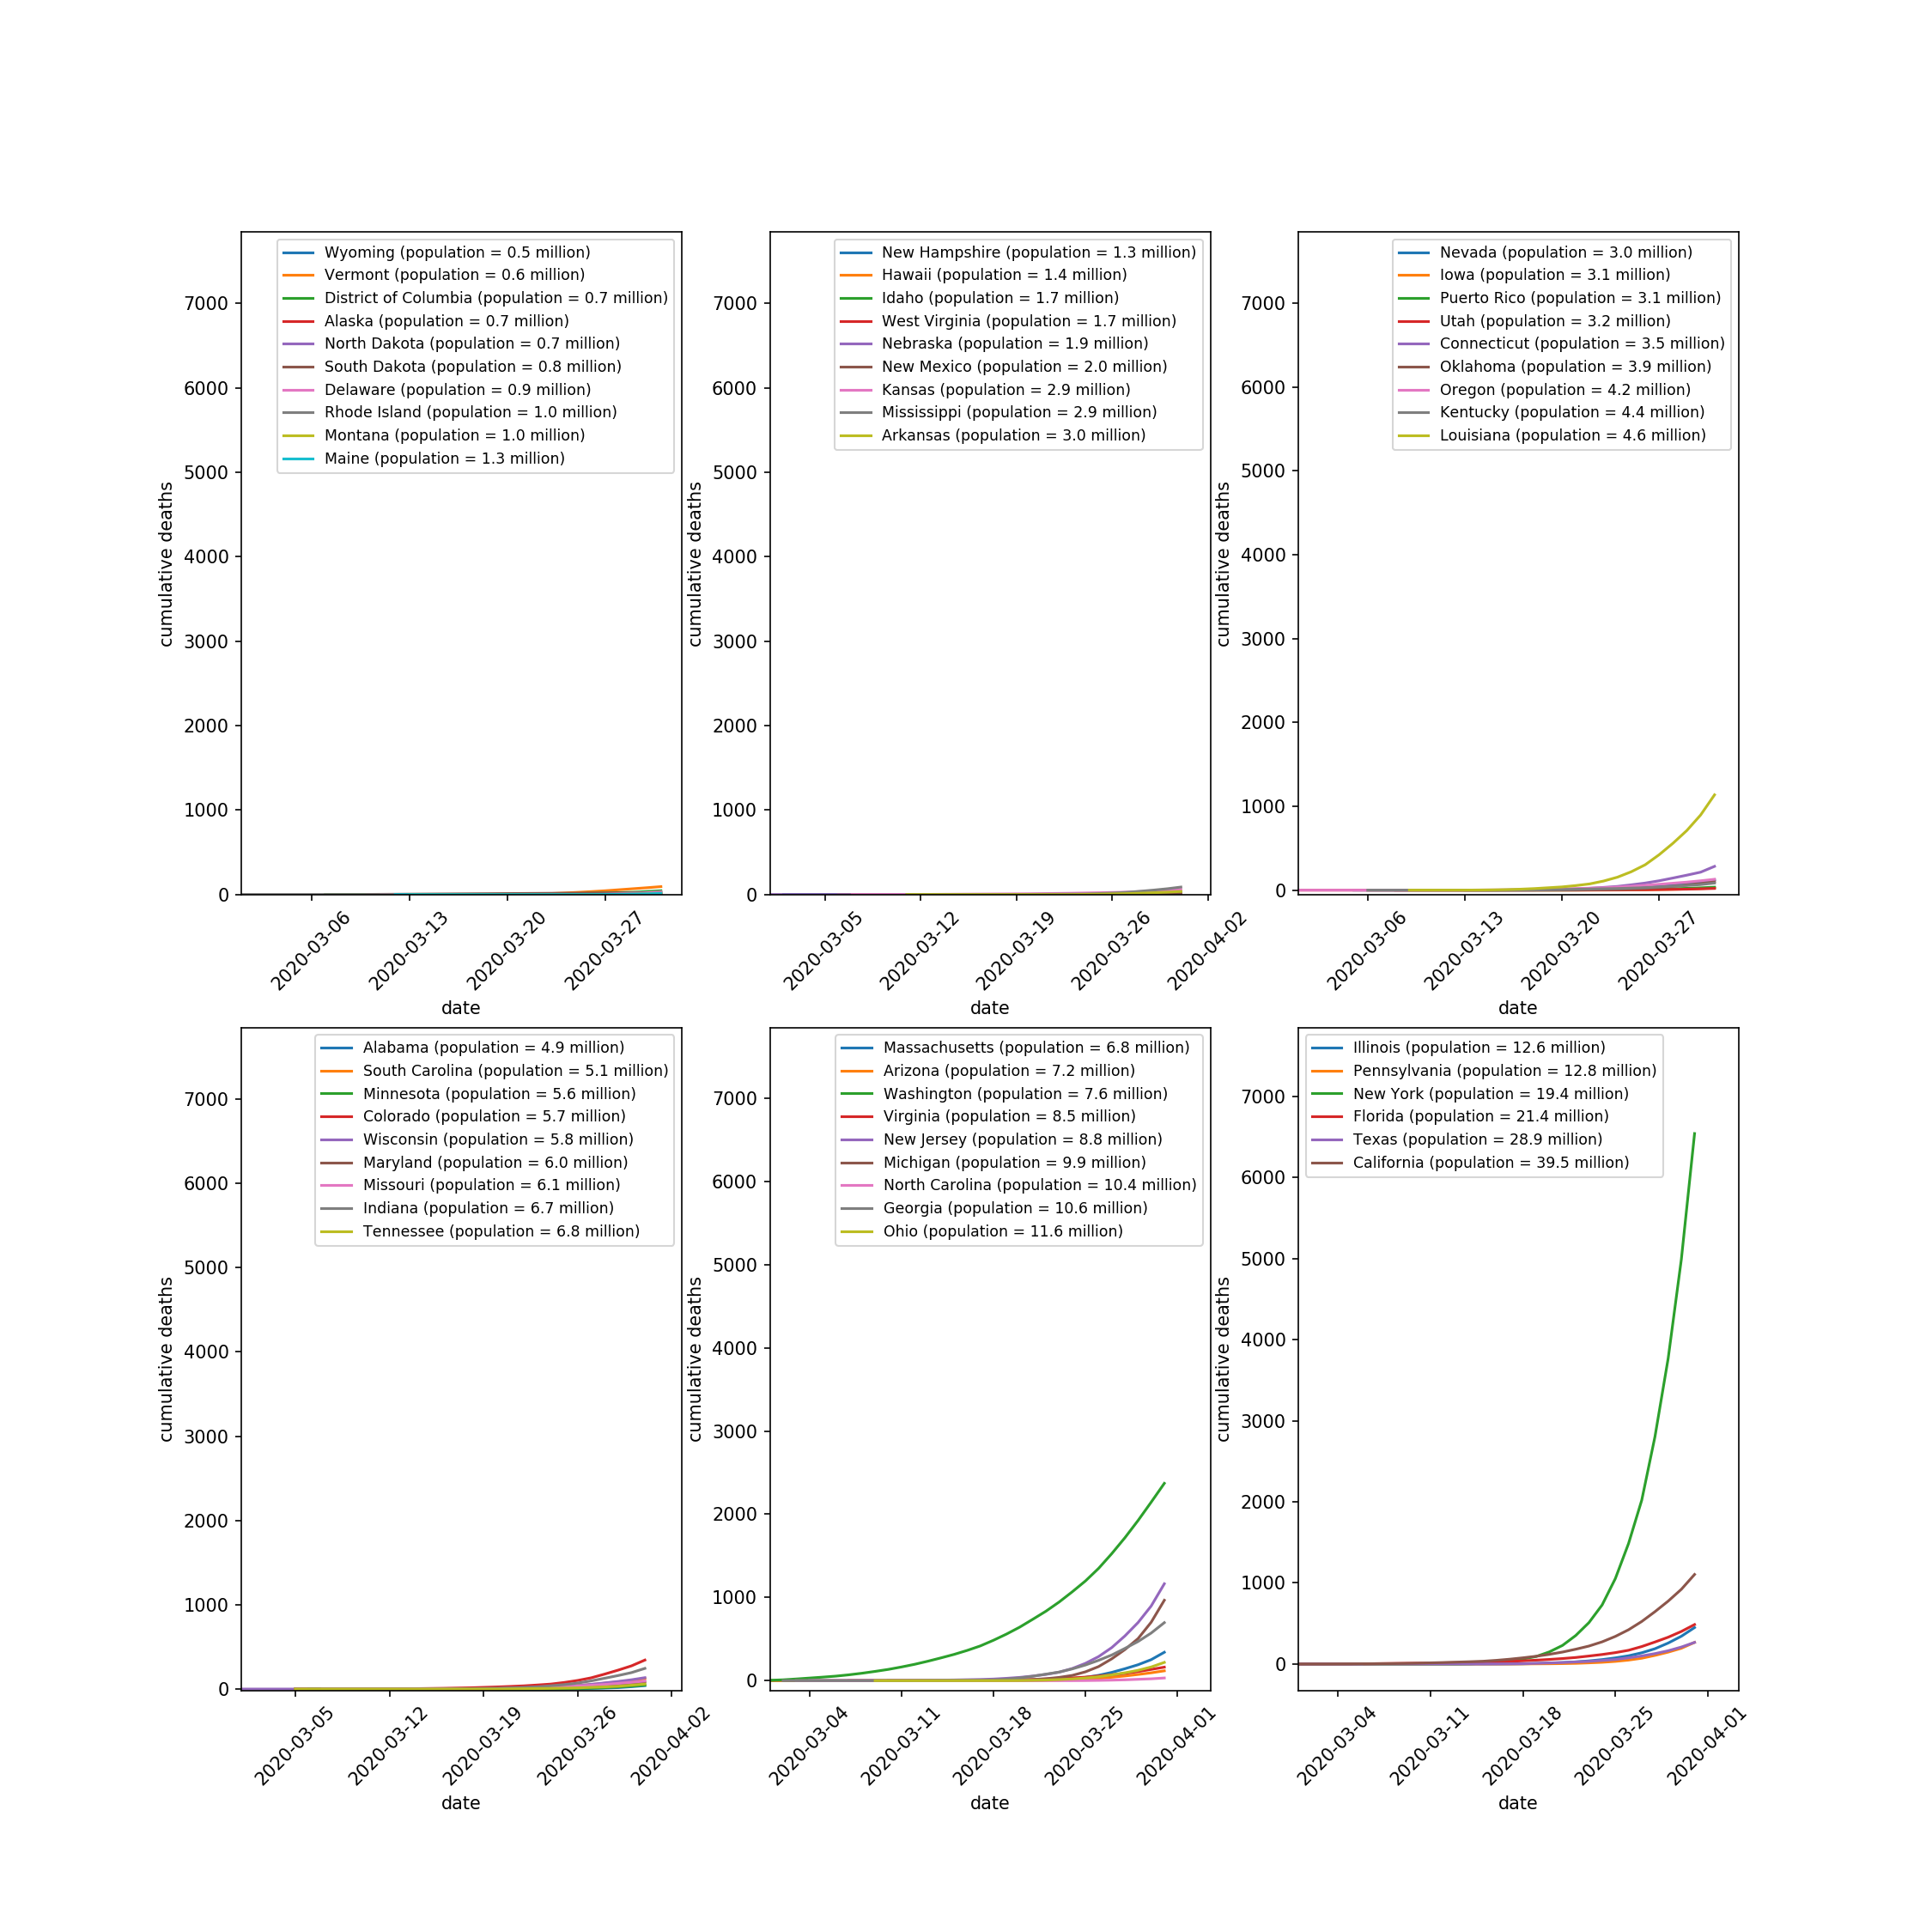 Wyoming (population = 0.5 million)
Vermont (population = 0.6 million)
District of Columbia (population = 0.7 million)
Alaska (population = 0.7 million)
North Dakota (population = 0.7 million)
South Dakota (population = 0.8 million)
Delaware (population = 0.9 million)
Rhode Island (population = 1.0 million)
Montana (population = 1.0 million)
Maine (population = 1.3 million)
7000
6000
5000
4000
3000
2000
1000
0
cumulative deaths
2020-03-06
2020-03-13
2020-03-20
2020-03-27
date
New Hampshire (population = 1.3 million)
Hawaii (population = 1.4 million)
Idaho (population = 1.7 million)
West Virginia (population = 1.7 million)
Nebraska (population = 1.9 million)
New Mexico (population = 2.0 million)
Kansas (population = 2.9 million)
Mississippi (population = 2.9 million)
Arkansas (population = 3.0 million)
7000
6000
5000
4000
3000
2000
1000
0
cumulative deaths
2020-03-05
2020-03-12
2020-03-19
2020-03-26
2020-04-02
date
Nevada (population = 3.0 million)
Iowa (population = 3.1 million)
Puerto Rico (population = 3.1 million)
Utah (population = 3.2 million)
Connecticut (population = 3.5 million)
Oklahoma (population = 3.9 million)
Oregon (population = 4.2 million)
Kentucky (population = 4.4 million)
Louisiana (population = 4.6 million)
7000
6000
5000
4000
3000
2000
1000
0
cumulative deaths
2020-03-06
2020-03-13
2020-03-20
2020-03-27
date
Alabama (population = 4.9 million)
South Carolina (population = 5.1 million)
Minnesota (population = 5.6 million)
Colorado (population = 5.7 million)
Wisconsin (population = 5.8 million)
Maryland (population = 6.0 million)
Missouri (population = 6.1 million)
Indiana (population = 6.7 million)
Tennessee (population = 6.8 million)
7000
6000
5000
4000
3000
2000
1000
0
cumulative deaths
2020-03-05
2020-03-12
2020-03-19
2020-03-26
2020-04-02
date
Massachusetts (population = 6.8 million)
Arizona (population = 7.2 million)
Washington (population = 7.6 million)
Virginia (population = 8.5 million)
New Jersey (population = 8.8 million)
Michigan (population = 9.9 million)
North Carolina (population = 10.4 million)
Georgia (population = 10.6 million)
Ohio (population = 11.6 million)
7000
6000
5000
4000
3000
2000
1000
0
cumulative deaths
2020-03-04
2020-03-11
2020-03-18
2020-03-25
2020-04-01
date
Illinois (population = 12.6 million)
Pennsylvania (population = 12.8 million)
New York (population = 19.4 million)
Florida (population = 21.4 million)
Texas (population = 28.9 million)
California (population = 39.5 million)
7000
6000
5000
4000
3000
2000
1000
0
cumulative deaths
2020-03-04
2020-03-11
2020-03-18
2020-03-25
2020-04-01
date